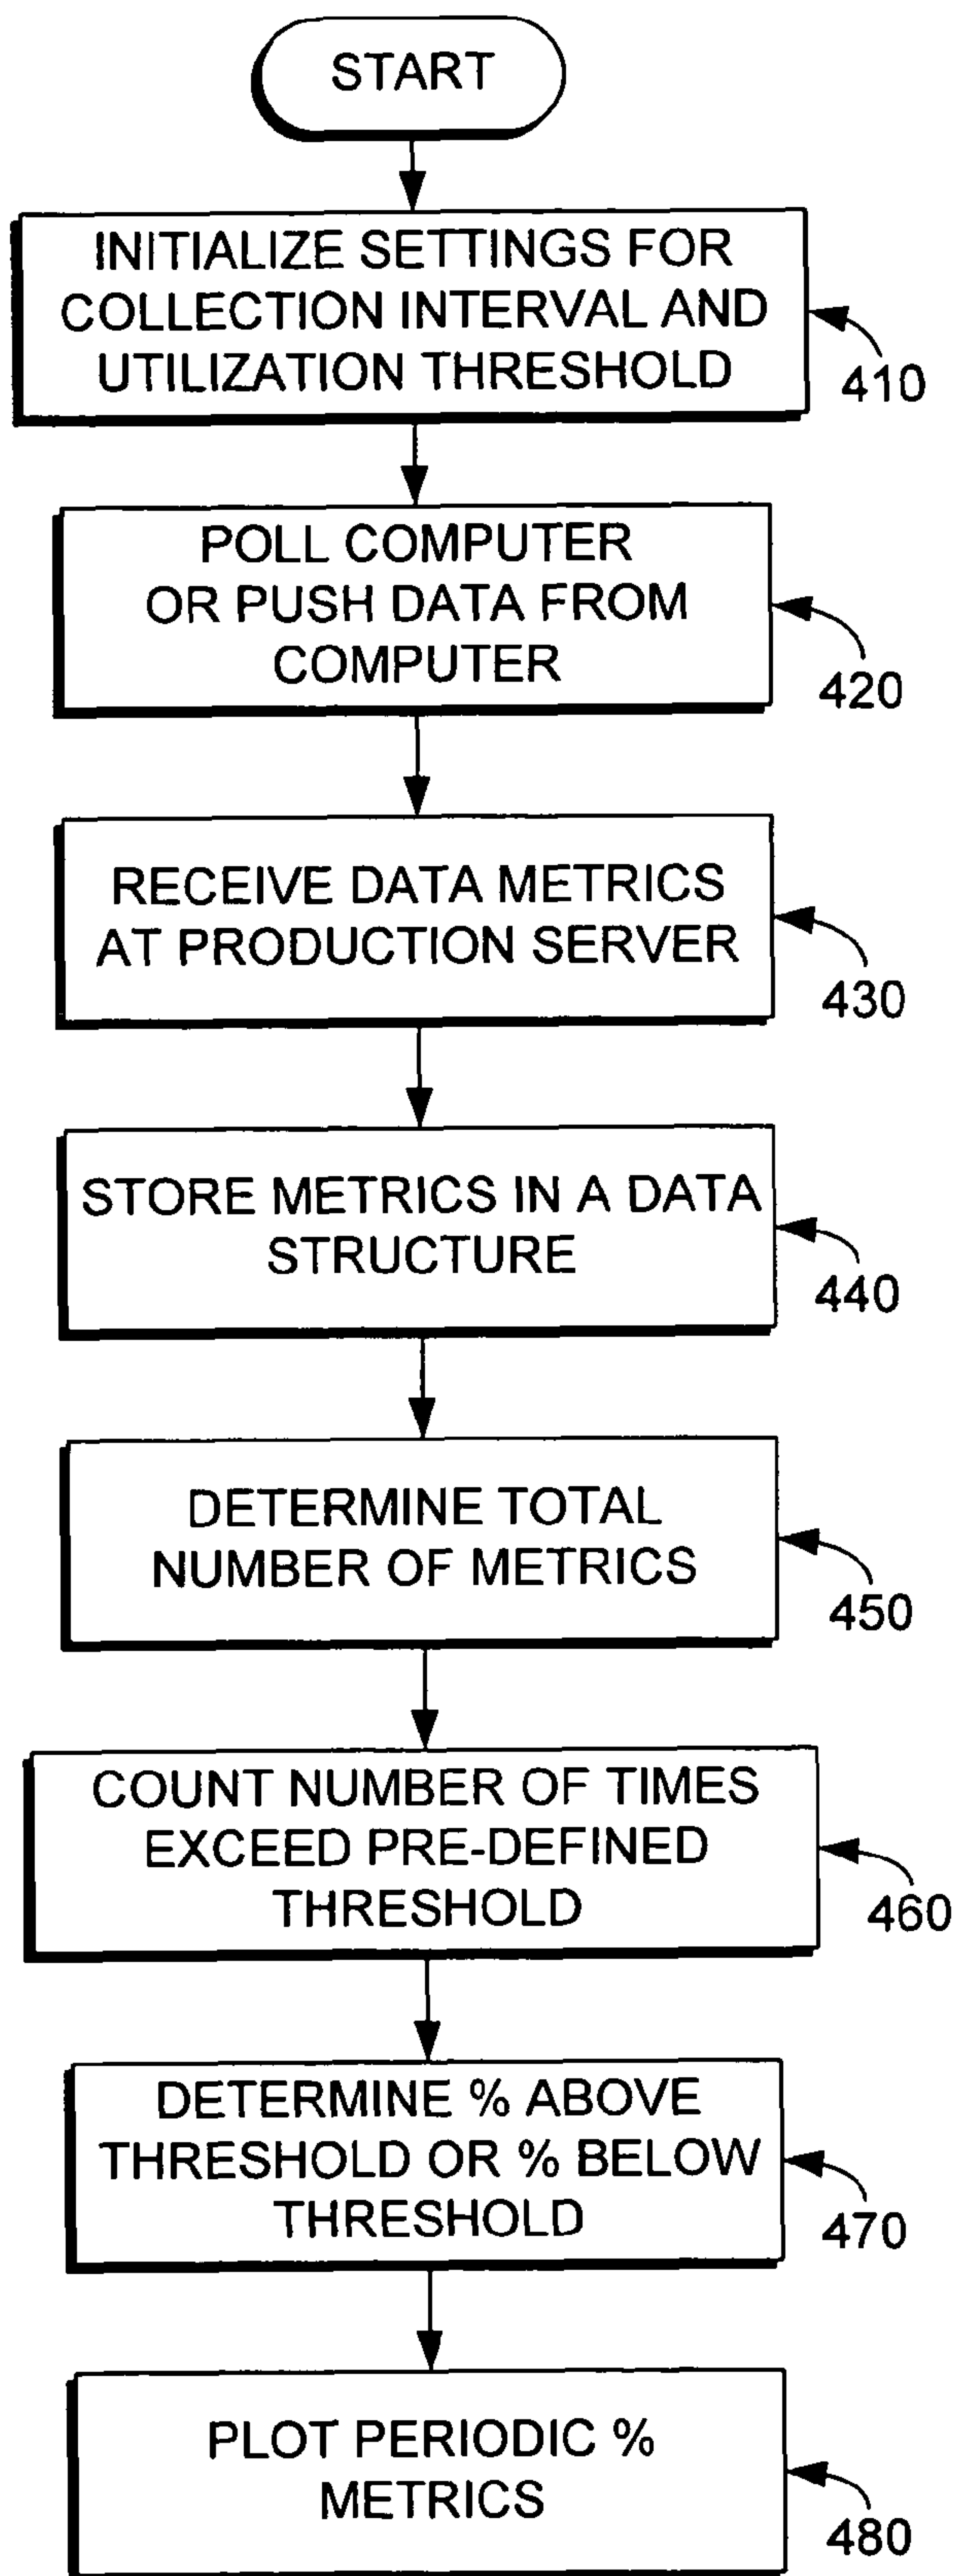 START
INITIALIZE SETTINGS FOR
COLLECTION INTERVAL AND
UTILIZATION THRESHOLD
410
POLL COMPUTER
OR PUSH DATA FROM
COMPUTER
420
RECEIVE DATA METRICS
AT PRODUCTION SERVER
430
STORE METRICS IN A DATA
STRUCTURE
440
DETERMINE TOTAL
NUMBER OF METRICS
450
COUNT NUMBER OF TIMES
EXCEED PRE-DEFINED
THRESHOLD
460
DETERMINE % ABOVE
THRESHOLD OR % BELOW
THRESHOLD
470
PLOT PERIODIC %
METRICS
480